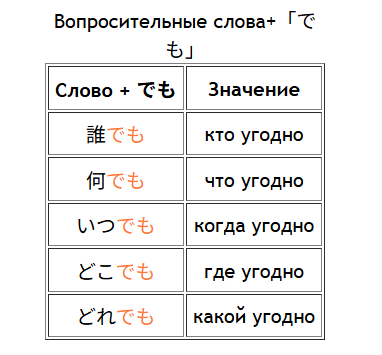 Вопросительные слова+「で
も」
Слово + でも Значение
誰でも кто угодно
何でも что угодно
いつでも когда угодно
どこでも где угодно
どれでも какой угодно